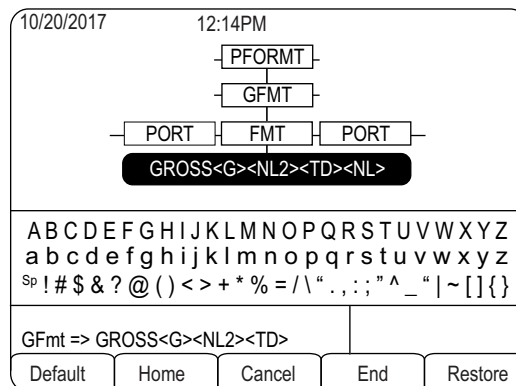 10/20/2017 12:14PM
PFORMT
GFMT
PORT FMT PORT
GROSS<G><NL2><TD><NL>
A B C D E F G H I J K L M N O P Q R S T U V W X Y Z
a b c d e f g h i j k l m n o p q r s t u v w x y z
Sp ! # $ & ? @ ( ) < > + * % = / \ “ . , : ; ” ^ _ “ | ~ [ ] { }
GFmt => GROSS<G><NL2><TD>
Default Home Cancel End Restore